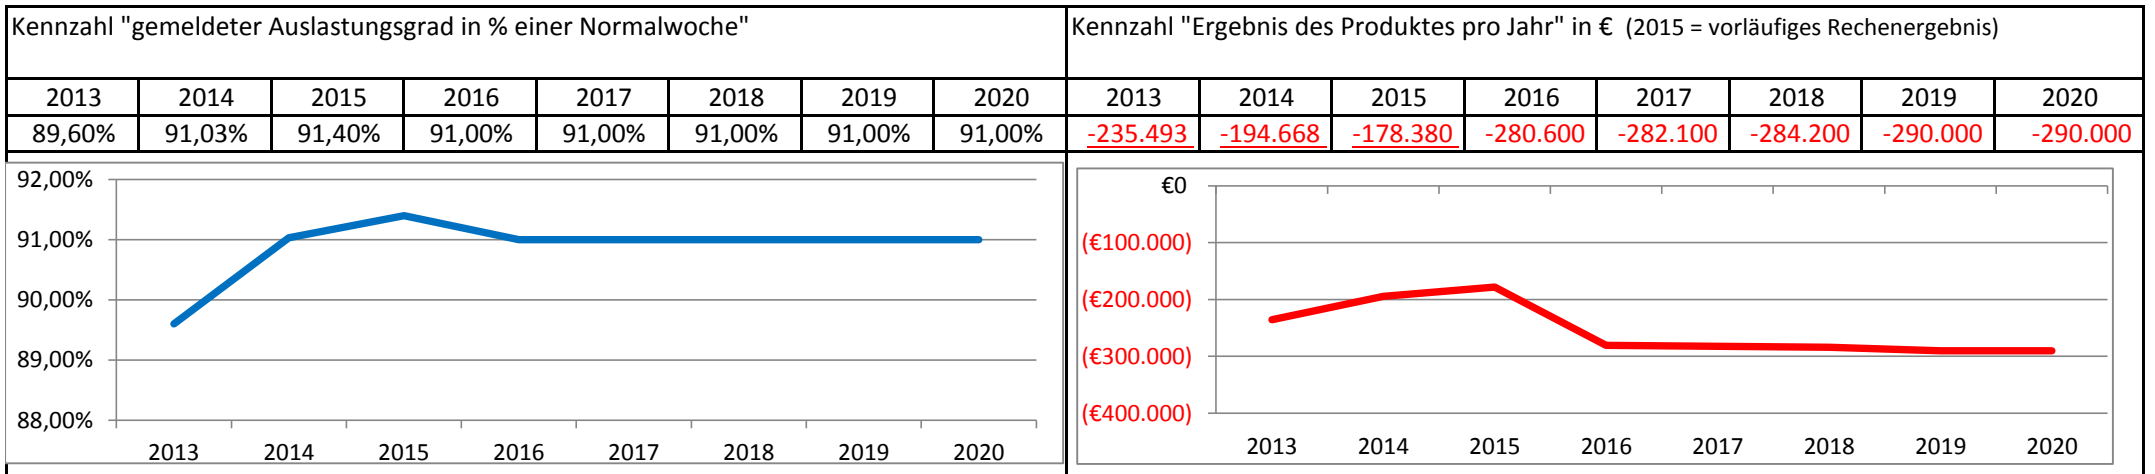 Kennzahl "gemeldeter Auslastungsgrad in % einer Normalwoche"
2013 2014 2015 2016 2017 2018 2019 2020
89,60% 91,03% 91,40% 91,00% 91,00% 91,00% 91,00% 91,00%
92,00%
91,00%
90,00%
89,00%
88,00%
2013 2014 2015 2016 2017 2018 2019 2020
Kennzahl "Ergebnis des Produktes pro Jahr" in € (2015 = vorläufiges Rechenergebnis)
2013 2014 2015 2016 2017 2018 2019 2020
-235.493 -194.668 -178.380 -280.600 -282.100 -284.200 -290.000 -290.000
€0
(€100.000)
(€200.000)
(€300.000)
(€400.000)
2013 2014 2015 2016 2017 2018 2019 2020